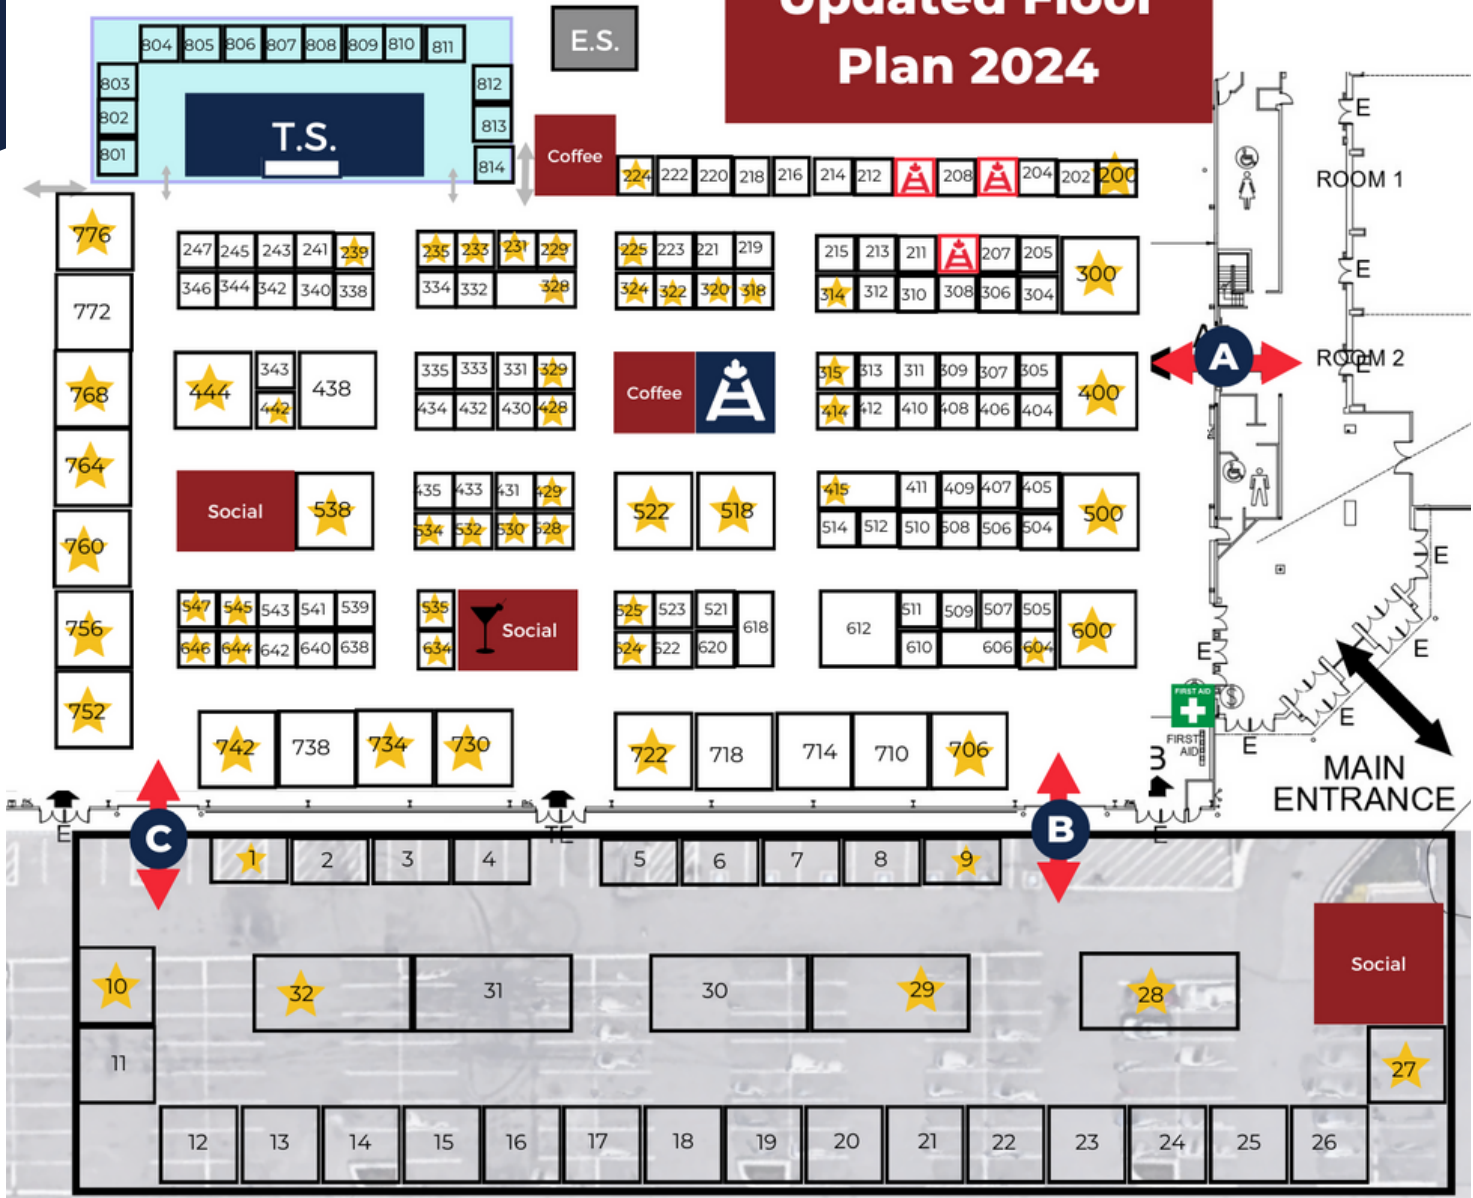 Updated Floor
Plan 2024
804 805 806 807 808 809 810 811
E.S.
803
812
802
T.S.
813
801
814
Coffee
224 222 220 218 216 214 212 208 204 202 200
ROOM 1
776
247 245 243 241 239 235 233 231 229 225 223 221 219 215 213 211 207 205
300
346 344 342 340 338 334 332 328 324 322 320 318 314 312 310 308 306 304
772
A
ROOM 2
768
444 343 438 335 333 331 329 Coffee 315 313 311 309 307 305 400
442 434 432 430 428 414 412 410 408 406 404
764
Social 538 435 433 431 429 522 518 415 411 409 407 405 500
534 532 530 528 514 512 510 508 506 504
760
756
547 545 543 541 539 535 Social 525 523 521 618 612 511 509 507 505 600
646 644 642 640 638 634 624 622 620 610 606 604
752
742 738 734 730 722 718 714 710 706
FIRST AID
FIRST
AID
MAIN
ENTRANCE
E
E
E
E
E
E
E
E
B
E
TE
E
C
B
1 2 3 4 5 6 7 8 9
10 32 31 30 29 28 Social
11 27
12 13 14 15 16 17 18 19 20 21 22 23 24 25 26